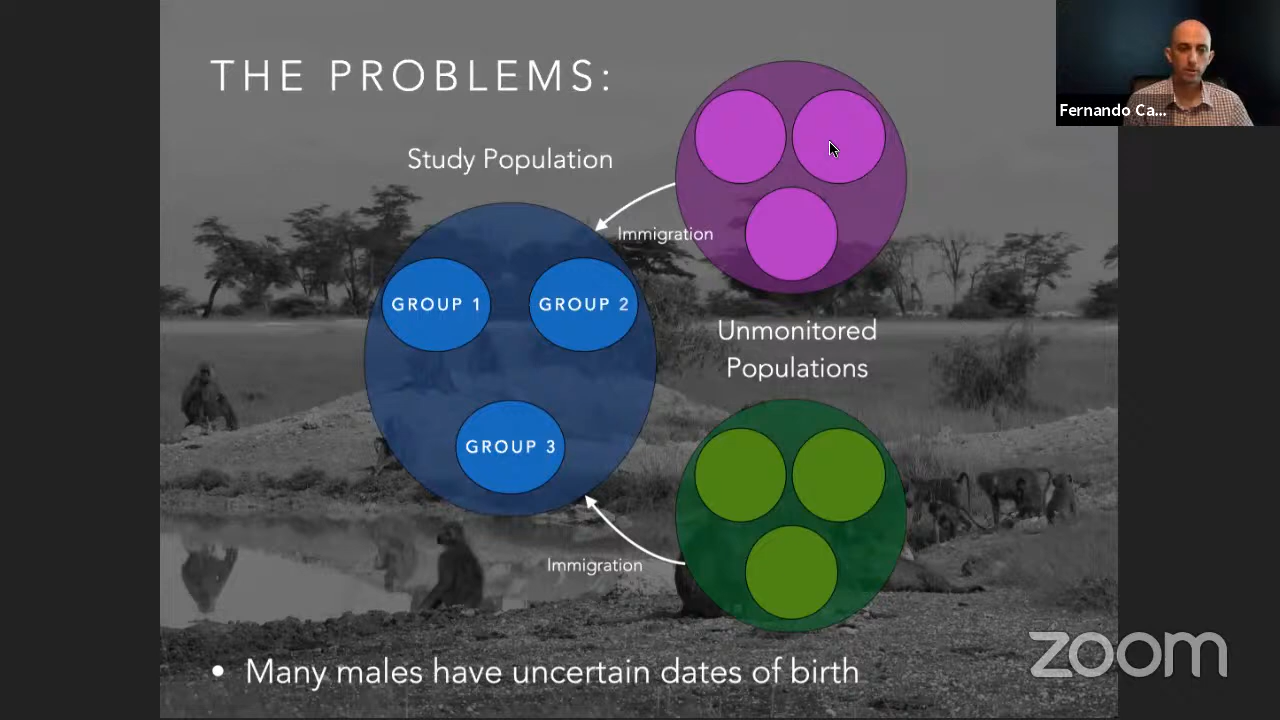 THE PROBLEMS:
Fernando Ca...
Study Population
Immigration
GROUP 1
GROUP 2
Unmonitored
Populations
GROUP 3
Immigration
zoom
• Many males have uncertain dates of birth